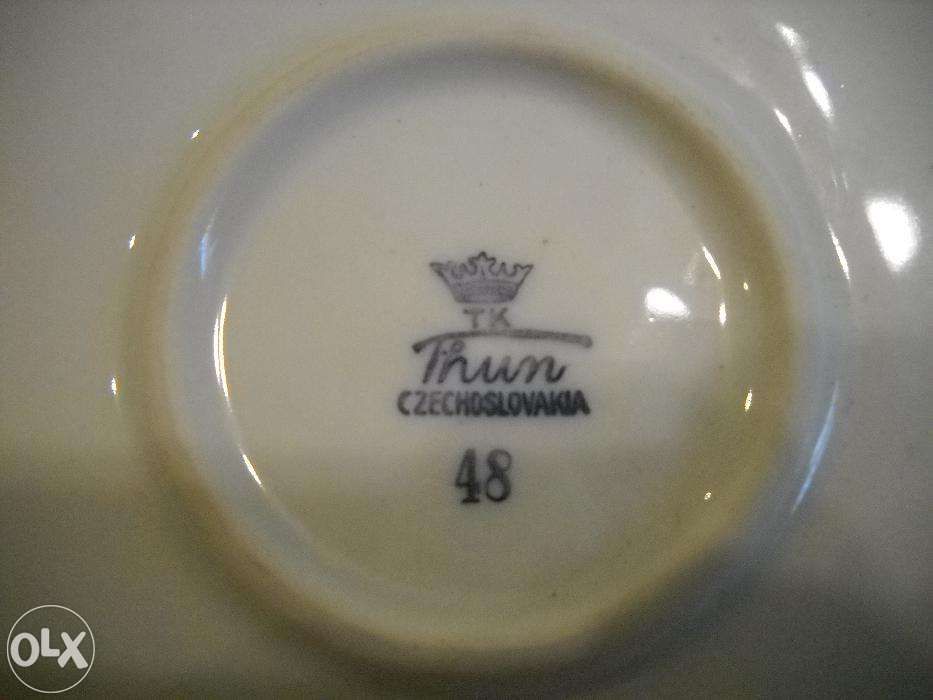 TK
Thun
CZECHOSLOVAKIA
48
OLX